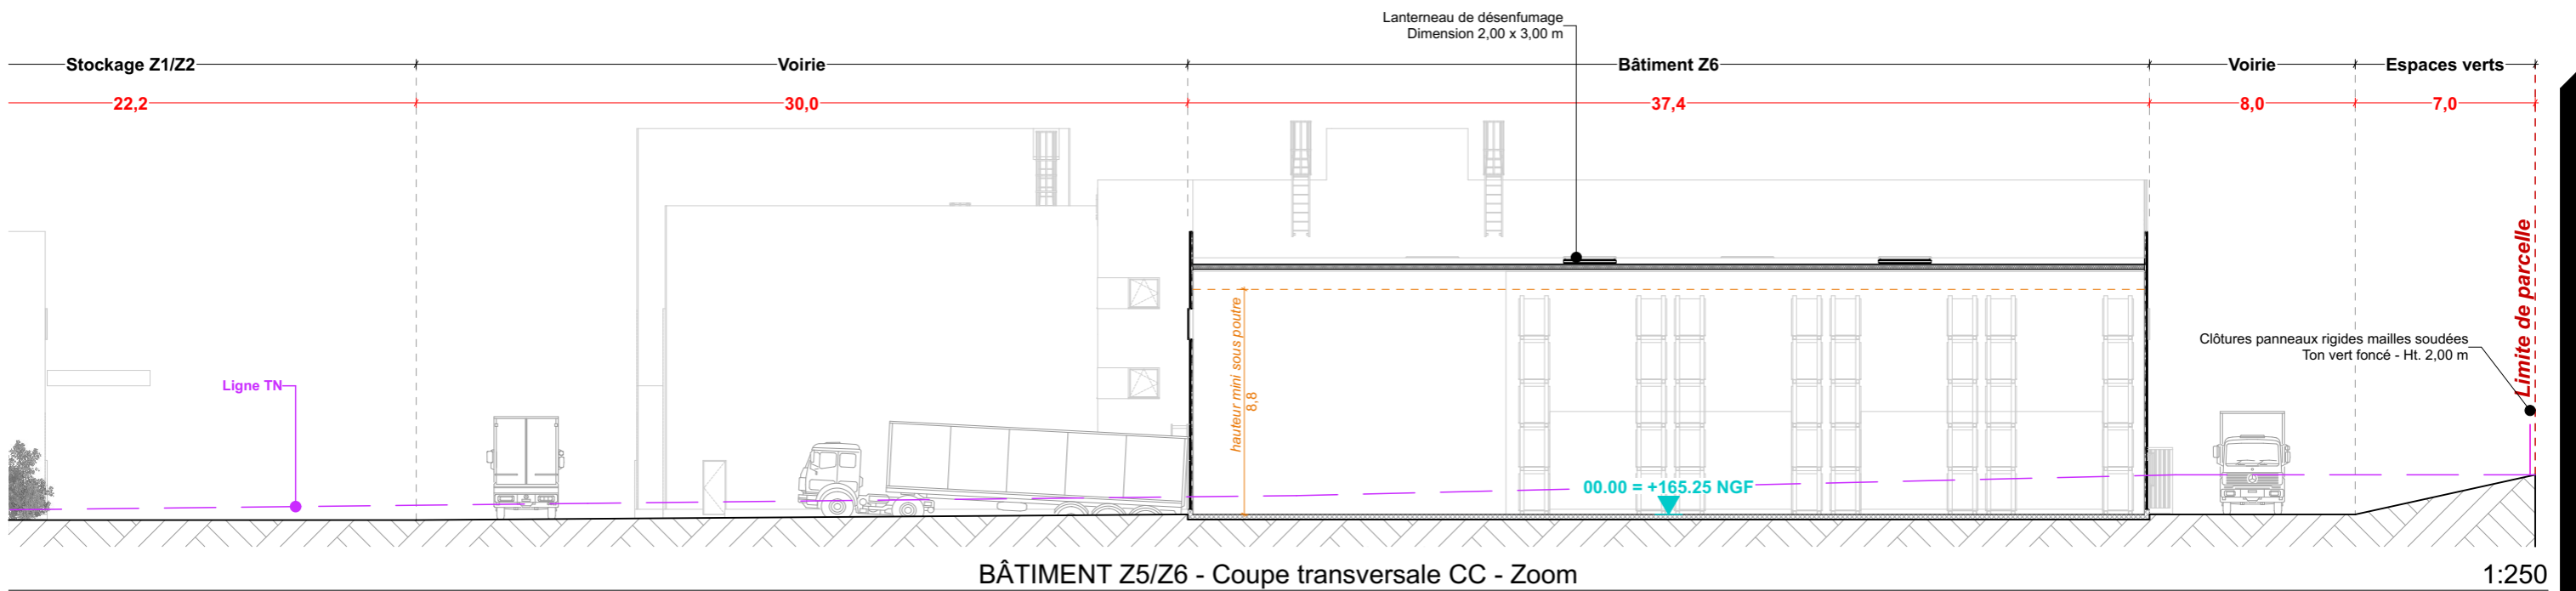 Lanterneau de désenfumage
Dimension 2,00 x 3,00 m
Stockage Z1/Z2
Voirie
Bâtiment Z6
Voirie
Espaces verts
22,2
30,0
37,4
8,0
7,0
Limite de parcelle
hauteur mini sous poutre
8,8
Clôtures panneaux rigides mailles soudées
Ton vert foncé - Ht. 2,00 m
Ligne TN
00.00 = +165.25 NGF
BÂTIMENT Z5/Z6 - Coupe transversale CC - Zoom
1:250